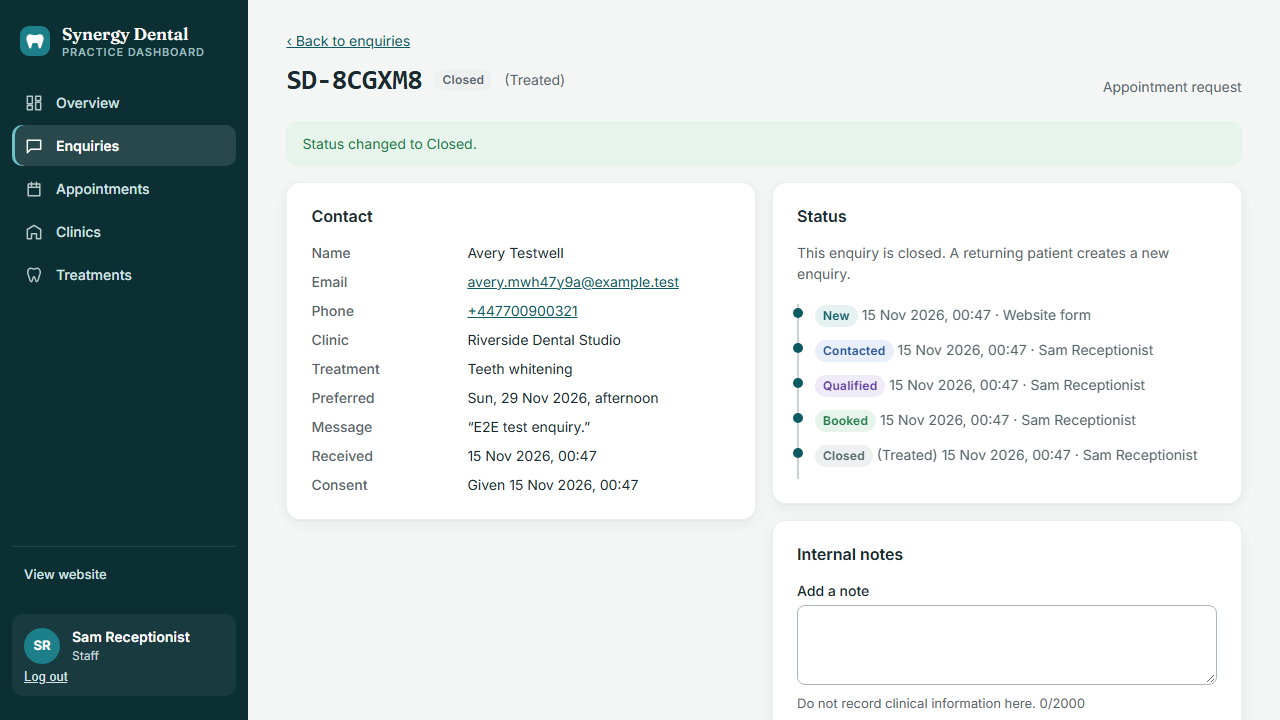 Synergy Dental
PRACTICE DASHBOARD
Overview
Enquiries
Appointments
Clinics
Treatments
View website
SR
Sam Receptionist
Staff
Log out
‹ Back to enquiries
SD-8CGXM8 Closed (Treated)
Appointment request
Status changed to Closed.
Contact
Name Avery Testwell
Email avery.mwh47y9a@example.test
Phone +447700900321
Clinic Riverside Dental Studio
Treatment Teeth whitening
Preferred Sun, 29 Nov 2026, afternoon
Message “E2E test enquiry.”
Received 15 Nov 2026, 00:47
Consent Given 15 Nov 2026, 00:47
Status
This enquiry is closed. A returning patient creates a new
enquiry.
New 15 Nov 2026, 00:47 · Website form
Contacted 15 Nov 2026, 00:47 · Sam Receptionist
Qualified 15 Nov 2026, 00:47 · Sam Receptionist
Booked 15 Nov 2026, 00:47 · Sam Receptionist
Closed (Treated) 15 Nov 2026, 00:47 · Sam Receptionist
Internal notes
Add a note
Do not record clinical information here. 0/2000